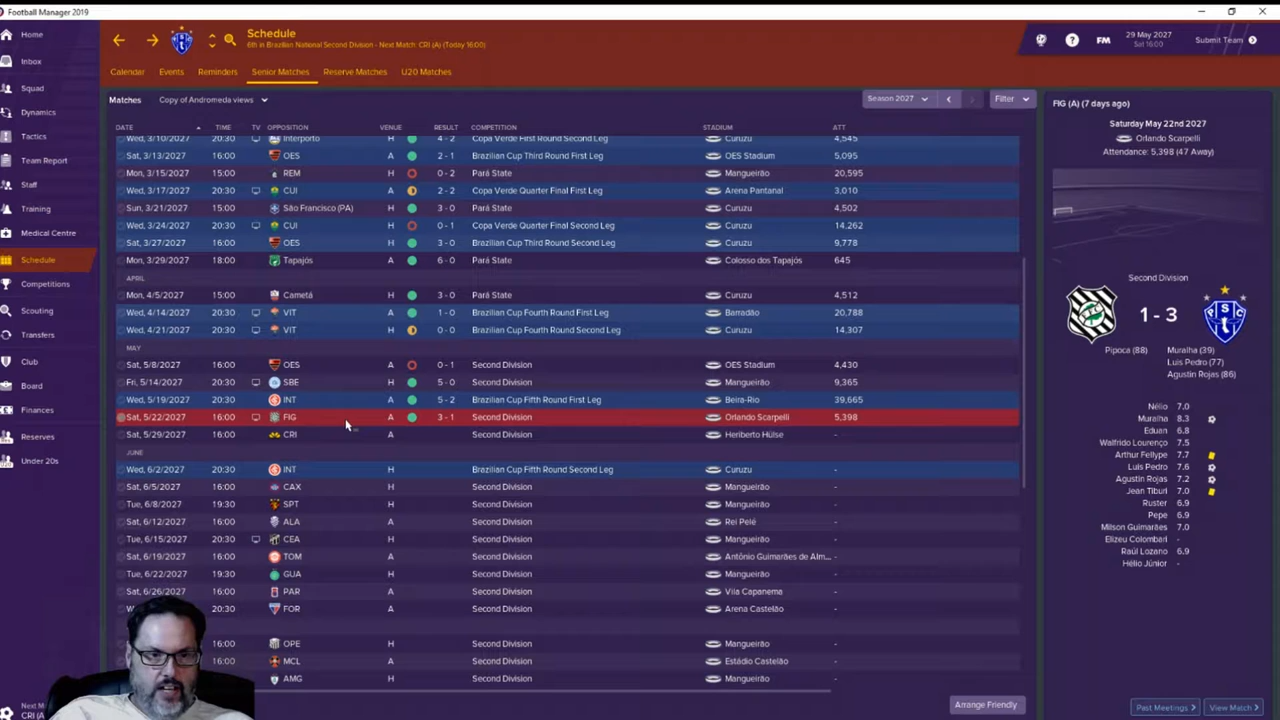 Football Manager 2019
Home
Inbox
Squad
Dynamics
Tactics
Team Report
Staff
Training
Medical Centre
Schedule
Competitions
Scouting
Transfers
Club
Board
Finances
Reserves
Under 20s
Next M
CRI (A)
Schedule
6th in Brazilian National Second Division - Next Match: CRI (A) (Today 16:00)
FM
29 May 2027
Sat 16:00
Submit Team
Calendar Events Reminders Senior Matches Reserve Matches U20 Matches
Matches Copy of Andromeda views Season 2027 Filter
DATE TIME TV OPPOSITION VENUE RESULT COMPETITION STADIUM ATT
Wed, 3/10/2027 20:30 Interporto H 4 - 2 Copa Verde First Round Second Leg Curuzu 4,545
Sat, 3/13/2027 16:00 OES A 2 - 1 Brazilian Cup Third Round First Leg OES Stadium 5,095
Mon, 3/15/2027 15:00 REM H 0 - 2 Pará State Mangueirão 20,595
Wed, 3/17/2027 20:30 CUI A 2 - 2 Copa Verde Quarter Final First Leg Arena Pantanal 3,010
Sun, 3/21/2027 15:00 São Francisco (PA) H 3 - 0 Pará State Curuzu 4,502
Wed, 3/24/2027 20:30 CUI H 0 - 1 Copa Verde Quarter Final Second Leg Curuzu 14,262
Sat, 3/27/2027 16:00 OES H 3 - 0 Brazilian Cup Third Round Second Leg Curuzu 9,778
Mon, 3/29/2027 18:00 Tapajós A 6 - 0 Pará State Colosso dos Tapajós 645
APRIL
Mon, 4/5/2027 15:00 Cametá H 3 - 0 Pará State Curuzu 4,512
Wed, 4/14/2027 20:30 VIT A 1 - 0 Brazilian Cup Fourth Round First Leg Barradão 20,788
Wed, 4/21/2027 20:30 VIT H 0 - 0 Brazilian Cup Fourth Round Second Leg Curuzu 14,307
MAY
Sat, 5/8/2027 16:00 OES A 0 - 1 Second Division OES Stadium 4,430
Fri, 5/14/2027 20:30 SBE H 5 - 0 Second Division Mangueirão 9,365
Wed, 5/19/2027 20:30 INT A 5 - 2 Brazilian Cup Fifth Round First Leg Beira-Rio 39,665
Sat, 5/22/2027 16:00 FIG A 3 - 1 Second Division Orlando Scarpelli 5,398
Sat, 5/29/2027 16:00 CRI A Second Division Heriberto Hülse -
JUNE
Wed, 6/2/2027 20:30 INT H Brazilian Cup Fifth Round Second Leg Curuzu -
Sat, 6/5/2027 16:00 CAX H Second Division Mangueirão -
Tue, 6/8/2027 19:30 SPT H Second Division Mangueirão -
Sat, 6/12/2027 16:00 ALA A Second Division Rei Pelé -
Tue, 6/15/2027 20:30 CEA H Second Division Mangueirão -
Sat, 6/19/2027 16:00 TOM A Second Division Antônio Guimarães de Alm... -
Tue, 6/22/2027 19:30 GUA H Second Division Mangueirão -
Sat, 6/26/2027 16:00 PAR A Second Division Vila Capanema -
W 20:30 FOR A Second Division Arena Castelão -
16:00 OPE H Second Division Mangueirão -
16:00 MCL A Second Division Estádio Castelão -
AMG H Second Division Mangueirão -
Arrange Friendly
FIG (A) (7 days ago)
Saturday May 22nd 2027
Orlando Scarpelli
Attendance: 5,398 (47 Away)
Second Division
1 - 3
PSC
Pipoca (88) Muralha (39)
Luis Pedro (77)
Agustin Rojas (86)
Nélio 7.0
Muralha 8.3
Eduan 6.8
Walfrido Lourenço 7.5
Arthur Fellype 7.7
Luis Pedro 7.6
Agustin Rojas 7.2
Jean Tiburi 7.0
Ruster 6.9
Pepe 6.9
Milson Guimarães 7.0
Elizeu Colombari -
Raúl Lozano 6.9
Hélio Júnior -
Past Meetings View Match